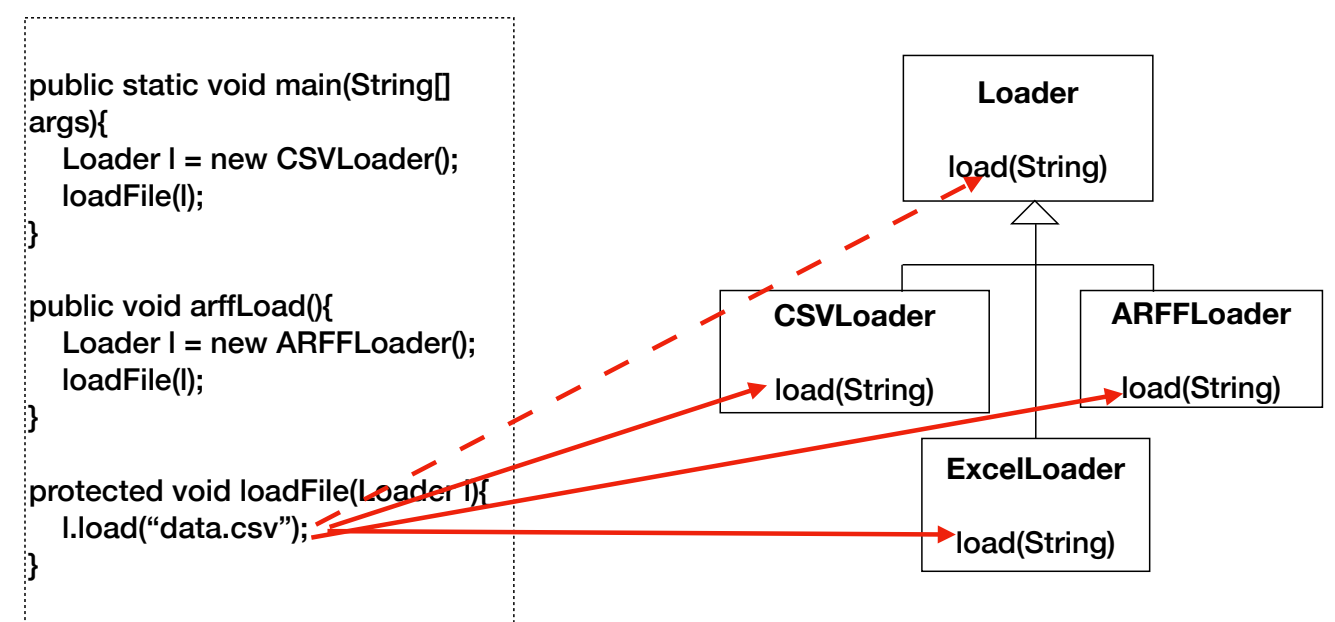 public static void main(String[]
args){
Loader l = new CSVLoader();
loadFile(l);
}
public void arffLoad(){
Loader l = new ARFFLoader();
loadFile(l);
}
protected void loadFile(Loader l){
l.load(“data.csv”);
}
Loader
load(String)
CSVLoader
load(String)
ARFFLoader
load(String)
ExcelLoader
load(String)